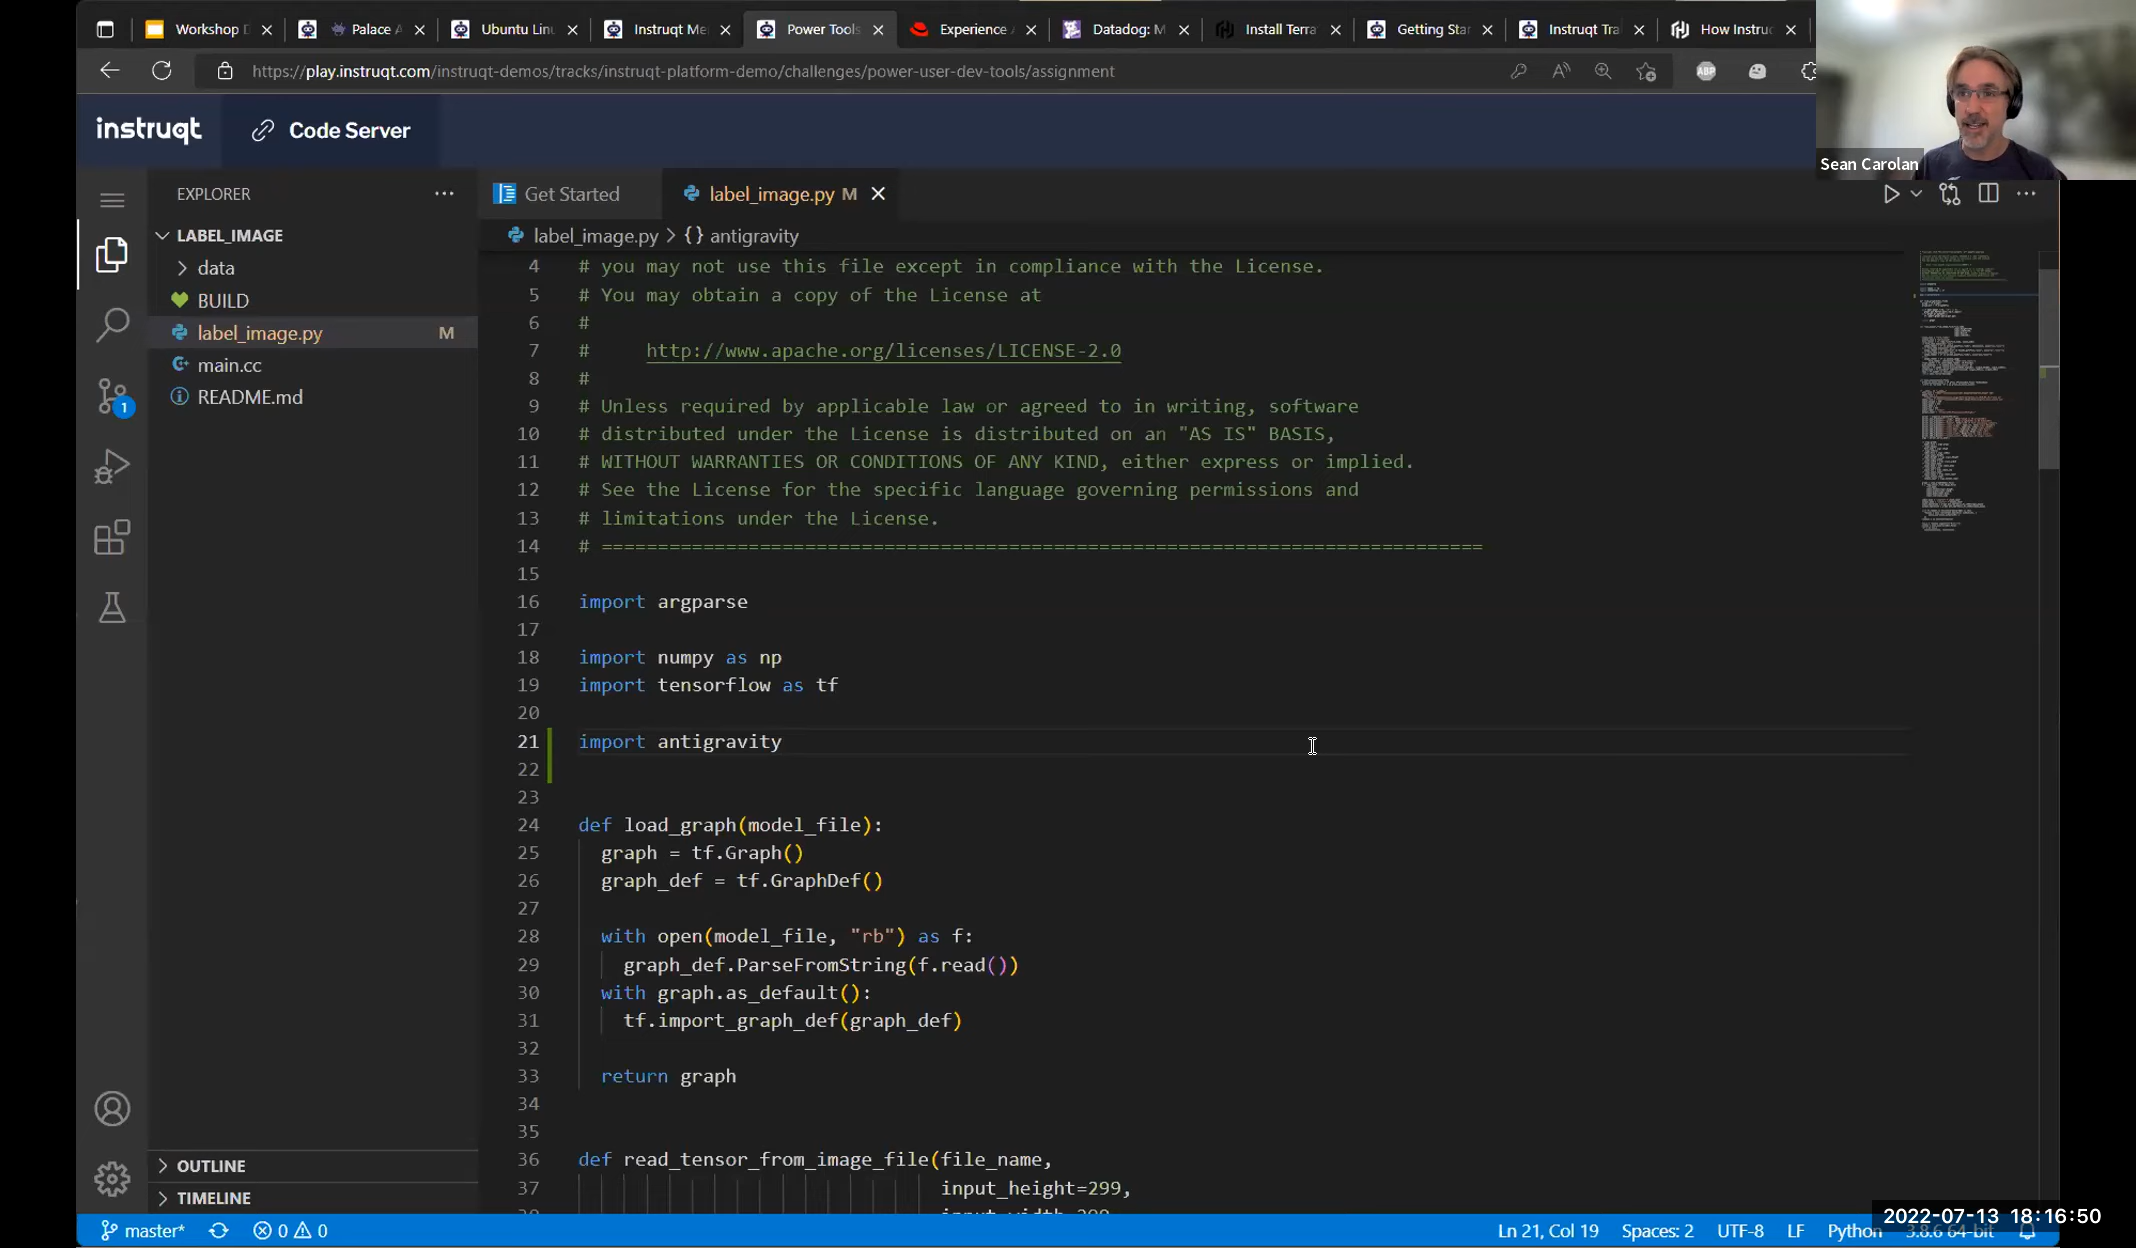 Workshop D
Palace A
Ubuntu Linu
Instruqt Me
Power Tools
Experience A
Datadog: M
Install Terra
Getting Star
Instruqt Tra
How Instruc
https://play.instruqt.com/instruqt-demos/tracks/instruqt-platform-demo/challenges/power-user-dev-tools/assignment
ABP
instruqt
Code Server
Sean Carolan
EXPLORER
Get Started
label_image.py M
LABEL_IMAGE
label_image.py > {} antigravity
data
BUILD
label_image.py M
main.cc
README.md
1
4 # you may not use this file except in compliance with the License.
5 # You may obtain a copy of the License at
6 #
7 #     http://www.apache.org/licenses/LICENSE-2.0
8 #
9 # Unless required by applicable law or agreed to in writing, software
10 # distributed under the License is distributed on an "AS IS" BASIS,
11 # WITHOUT WARRANTIES OR CONDITIONS OF ANY KIND, either express or implied.
12 # See the License for the specific language governing permissions and
13 # limitations under the License.
14 # ==============================================================================
15
16 import argparse
17
18 import numpy as np
19 import tensorflow as tf
20
21 import antigravity
22
23
24 def load_graph(model_file):
25   graph = tf.Graph()
26   graph_def = tf.GraphDef()
27
28   with open(model_file, "rb") as f:
29     graph_def.ParseFromString(f.read())
30   with graph.as_default():
31     tf.import_graph_def(graph_def)
32
33   return graph
34
35
36 def read_tensor_from_image_file(file_name,
37                                 input_height=299,
OUTLINE
TIMELINE
master* 0 0
Ln 21, Col 19 Spaces: 2 UTF-8 LF Python 3.8.6 64-bit
2022-07-13 18:16:50